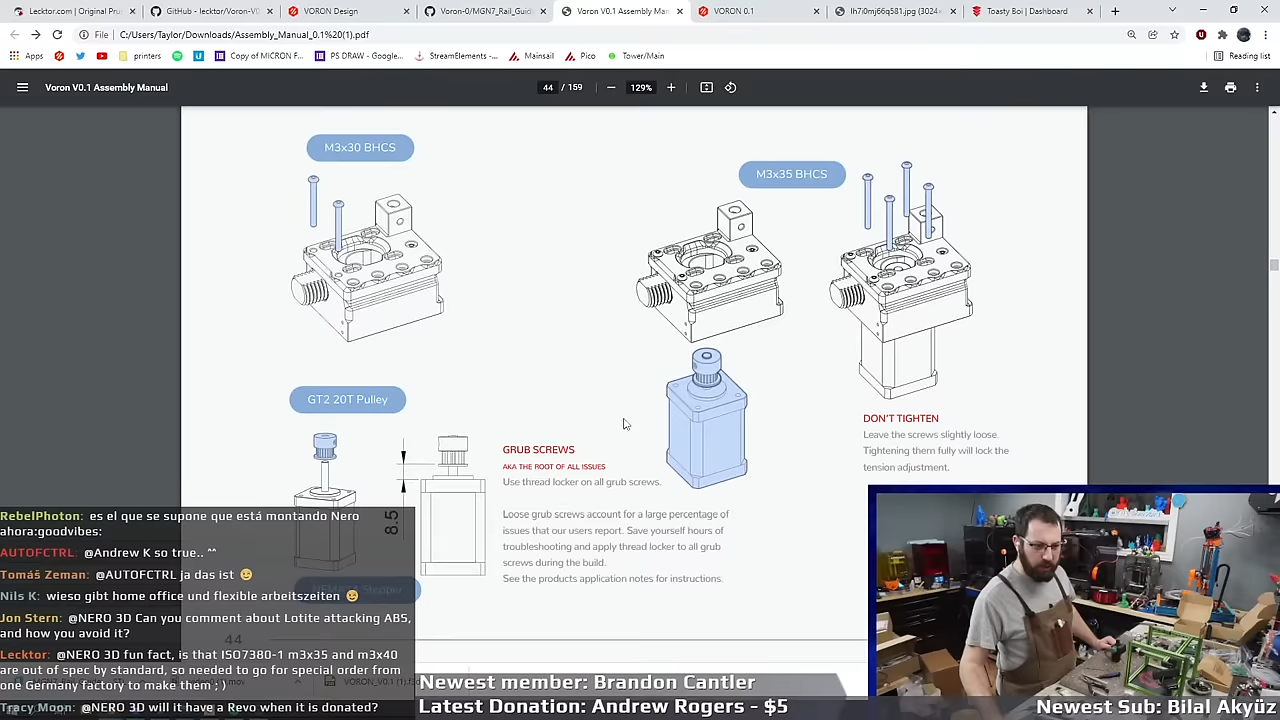 Lecktor.com | Original Pru
GitHub - lecktor/Voron-V0
VORON Design
Voron-0/MGN7_Rail_Guide
Voron V0.1 Assembly Man
VORON 0.1
lh7i0mj66q581.jpg (3024×
Toasty Boi | Dashboard
File | C:/Users/Taylor/Downloads/Assembly_Manual_0.1%20(1).pdf
Apps
printers
Copy of MICRON F...
PS DRAW - Google...
StreamElements -...
Mainsail
Pico
Tower/Main
Reading list
Voron V0.1 Assembly Manual
44 / 159
129%
M3x30 BHCS
M3x35 BHCS
GT2 20T Pulley
8.5
GRUB SCREWS
AKA THE ROOT OF ALL ISSUES
Use thread locker on all grub screws.
Loose grub screws account for a large percentage of
issues that our users report. Save yourself hours of
troubleshooting and apply thread locker to all grub
screws during the build.
See the products application notes for instructions.
DON'T TIGHTEN
Leave the screws slightly loose.
Tightening them fully will lock the
tension adjustment.
44
RebelPhoton: es el que se supone que está montando Nero
ahora:goodvibes:
AUTOFCTRL: @Andrew K so true.. ^^
Tomáš Zeman: @AUTOFCTRL ja das ist 😉
Nils K: wieso gibt home office und flexible arbeitszeiten 😉
Jon Stern: @NERO 3D Can you comment about Lotite attacking ABS,
and how you avoid it?
Lecktor: @NERO 3D fun fact, is that ISO7380-1 m3x35 and m3x40
are out of spec by standard, so needed to go for special order from
one Germany factory to make them ; )
Tracy Moon: @NERO 3D will it have a Revo when it is donated?
Newest member: Brandon Cantler
Latest Donation: Andrew Rogers - $5
Newest Sub: Bilal Akyüz